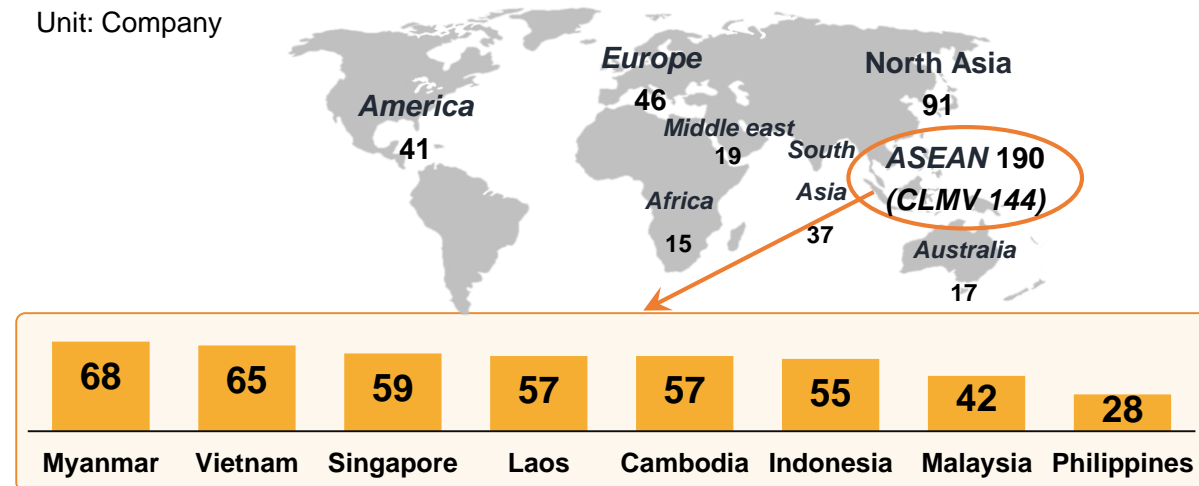 Unit: Company
Europe
46
North Asia
91
America
41
Middle east
19
South
Asia
37
ASEAN 190
(CLMV 144)
Africa
15
Australia
17
68
65
59
57
57
55
42
28
Myanmar
Vietnam
Singapore
Laos
Cambodia
Indonesia
Malaysia
Philippines